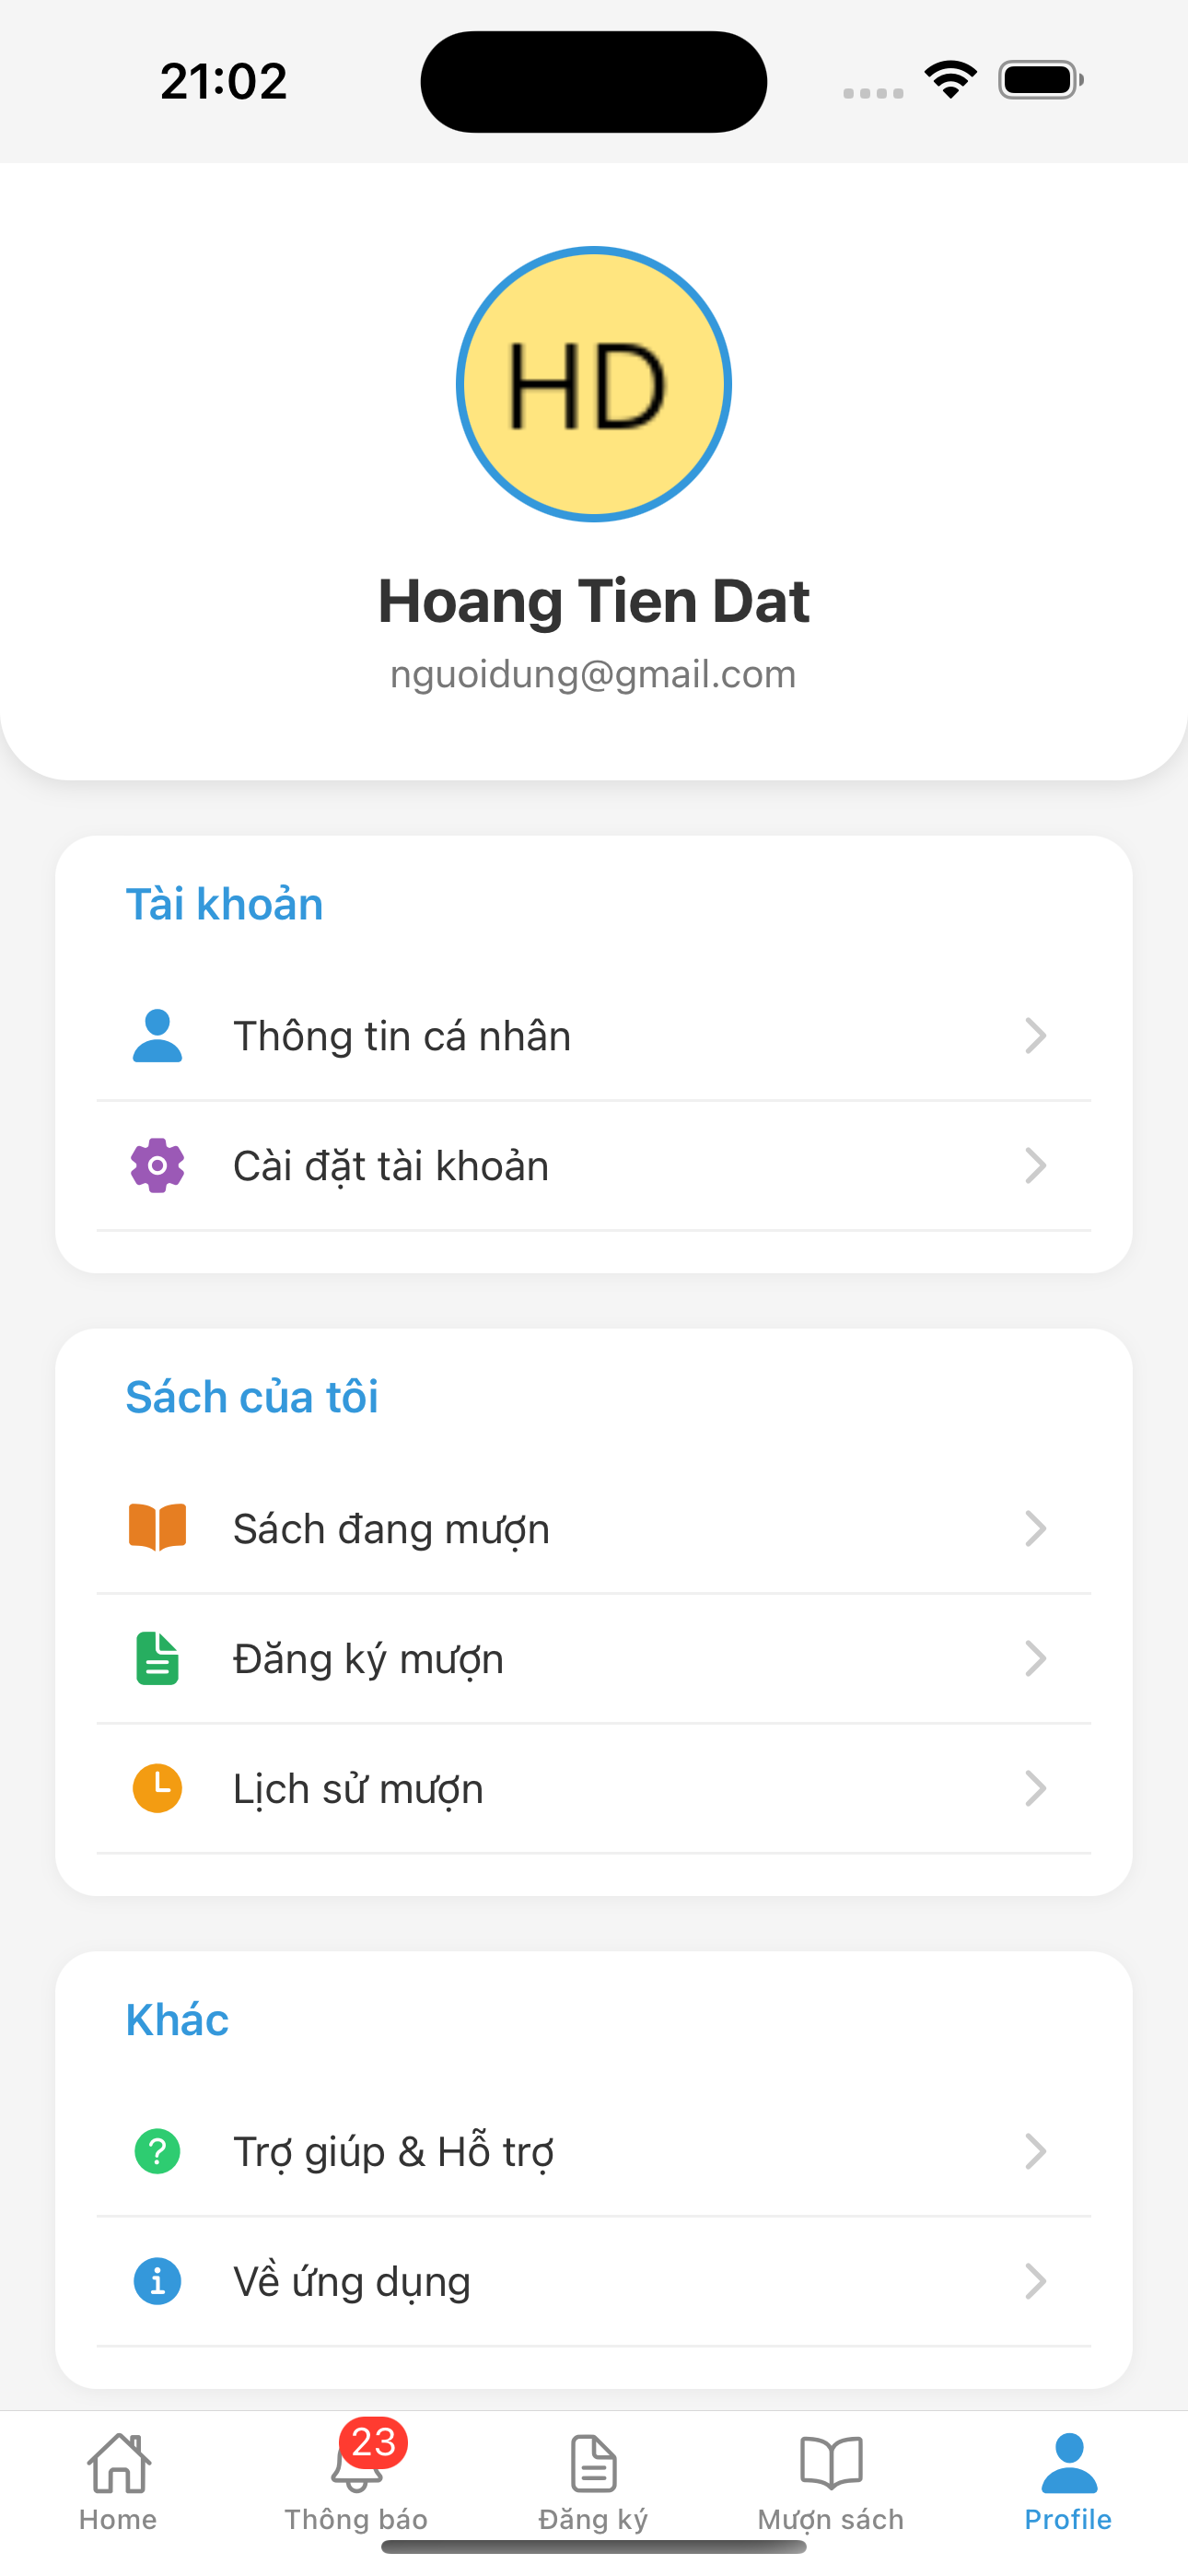 21:02
HD
Hoang Tien Dat
nguoidung@gmail.com
Tài khoản
Thông tin cá nhân
Cài đặt tài khoản
Sách của tôi
Sách đang mượn
Đăng ký mượn
Lịch sử mượn
Khác
Trợ giúp & Hỗ trợ
Về ứng dụng
23
Home
Thông báo
Đăng ký
Mượn sách
Profile